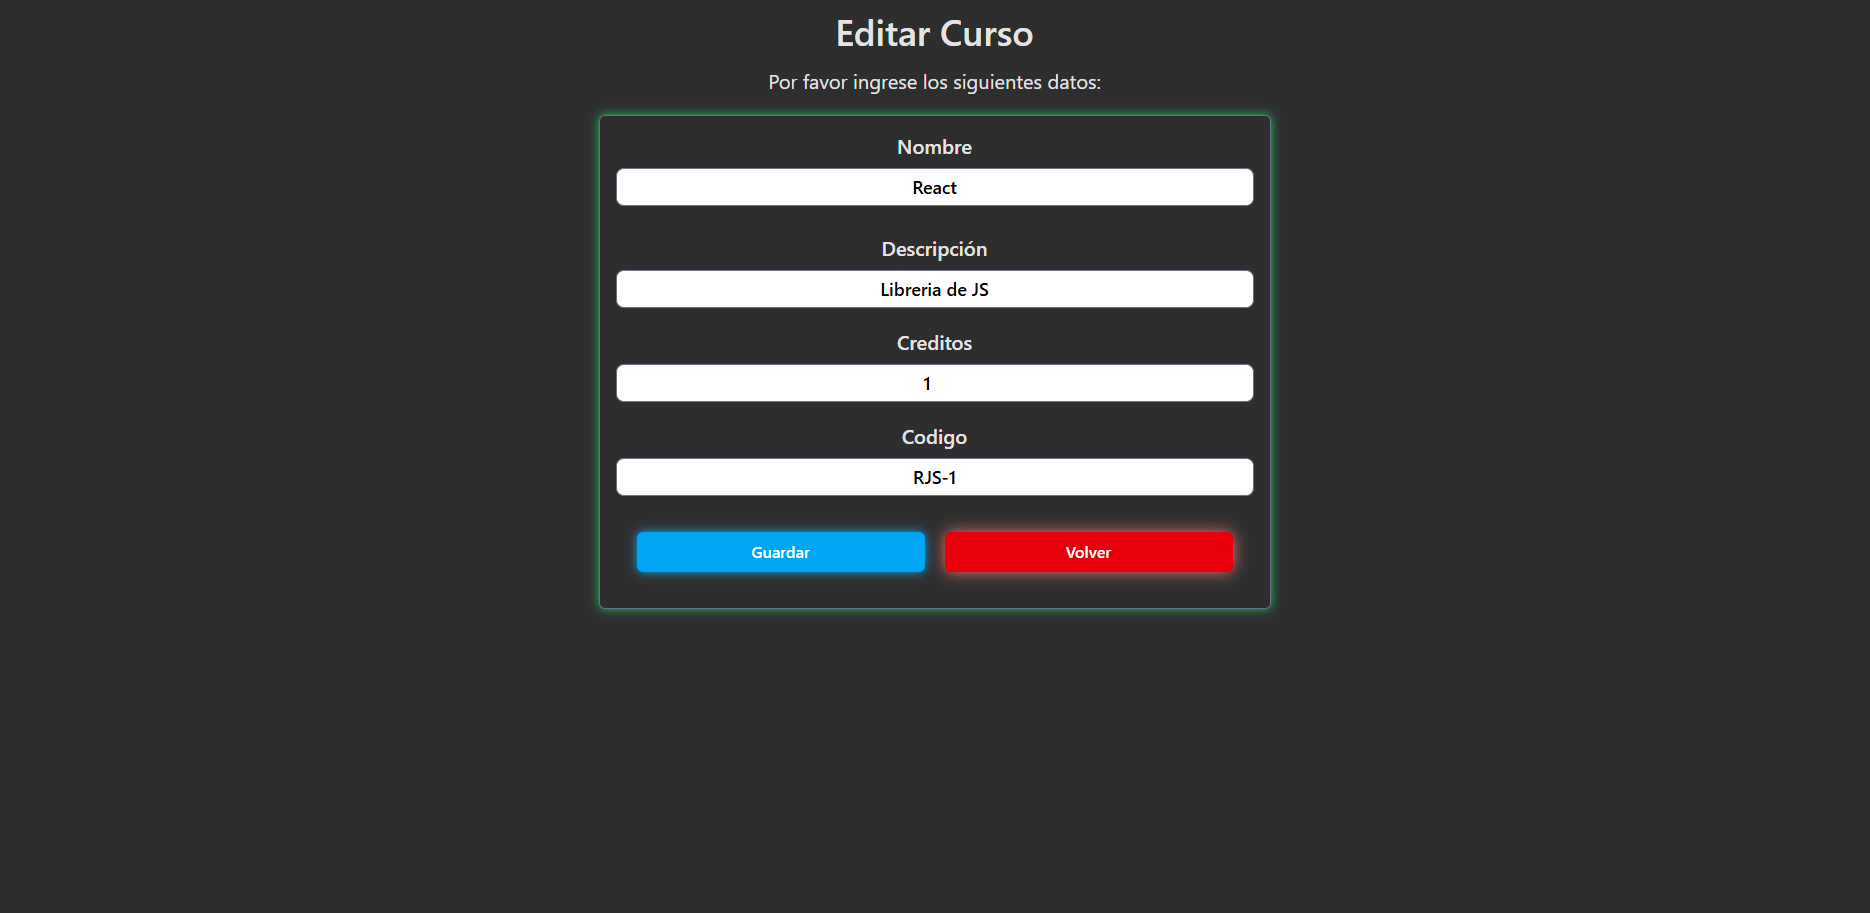 Editar Curso
Por favor ingrese los siguientes datos:
Nombre
React
Descripción
Libreria de JS
Creditos
1
Codigo
RJS-1
Guardar
Volver